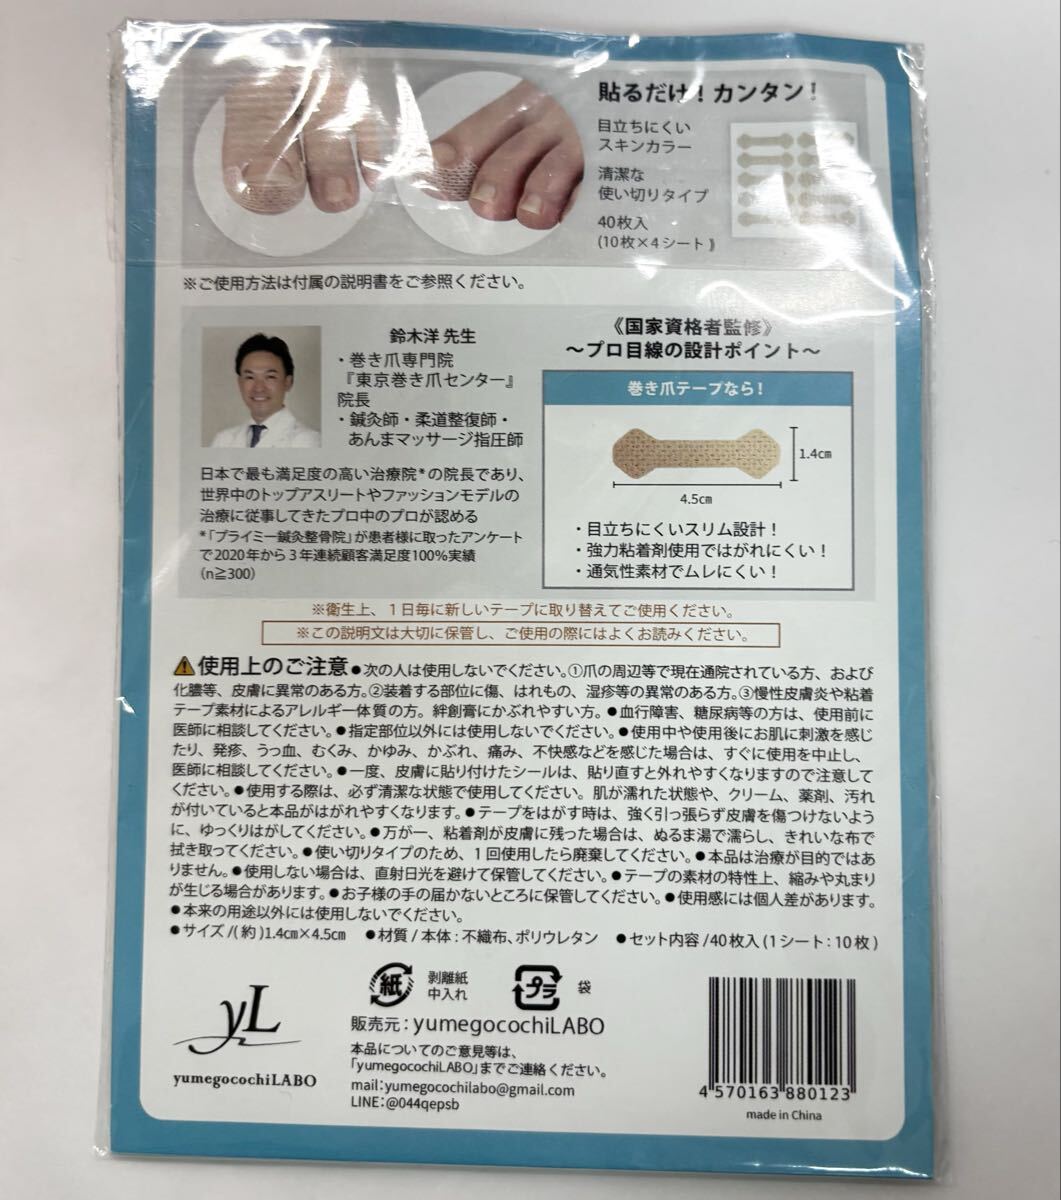 貼るだけ！カンタン！
目立ちにくい
スキンカラー
清潔な
使い切りタイプ
40枚入
(10枚×4シート)
※ご使用方法は付属の説明書をご参照ください。
鈴木洋 先生
・巻き爪専門院
『東京巻き爪センター』
院長
・鍼灸師・柔道整復師・
あんまマッサージ指圧師
日本で最も満足度の高い治療院*の院長であり、
世界中のトップアスリートやファッションモデルの
治療に従事してきたプロ中のプロが認める
*「プライミー鍼灸整骨院」が患者様に取ったアンケート
で2020年から3年連続顧客満足度100%実績
(n≧300)
《国家資格者監修》
～プロ目線の設計ポイント～
巻き爪テープなら！
1.4㎝
4.5㎝
・目立ちにくいスリム設計！
・強力粘着剤使用ではがれにくい！
・通気性素材でムレにくい！
※衛生上、1日毎に新しいテープに取り替えてご使用ください。
※この説明文は大切に保管し、ご使用の際にはよくお読みください。
使用上のご注意●次の人は使用しないでください。①爪の周辺等で現在通院されている方、および
化膿等、皮膚に異常のある方。②装着する部位に傷、はれもの、湿疹等の異常のある方。③慢性皮膚炎や粘着
テープ素材によるアレルギー体質の方。絆創膏にかぶれやすい方。●血行障害、糖尿病等の方は、使用前に
医師に相談してください。●指定部位以外には使用しないでください。●使用中や使用後にお肌に刺激を感じ
たり、発疹、うっ血、むくみ、かゆみ、かぶれ、痛み、不快感などを感じた場合は、すぐに使用を中止し、
医師に相談してください。●一度、皮膚に貼り付けたシールは、貼り直すと外れやすくなりますので注意して
ください。●使用する際は、必ず清潔な状態で使用してください。肌が濡れた状態や、クリーム、薬剤、汚れ
が付いていると本品がはがれやすくなります。●テープをはがす時は、強く引っ張らず皮膚を傷つけないよう
に、ゆっくりはがしてください。●万が一、粘着剤が皮膚に残った場合は、ぬるま湯で濡らし、きれいな布で
拭き取ってください。●使い切りタイプのため、1回使用したら廃棄してください。●本品は治療が目的ではあ
りません。●使用しない場合は、直射日光を避けて保管してください。●テープの素材の特性上、縮みや丸まり
が生じる場合があります。●お子様の手の届かないところに保管してください。●使用感には個人差があります。
●本来の用途以外には使用しないでください。
●サイズ/(約)1.4㎝×4.5㎝ ●材質/本体:不織布、ポリウレタン ●セット内容/40枚入(1シート:10枚)
紙
剥離紙
中入れ
プラ
袋
yL
yumegocochiLABO
販売元:yumegocochiLABO
本品についてのご意見等は、
「yumegocochiLABO」までご連絡ください。
mail:yumegocochilabo@gmail.com
LINE:@044qepsb
4 570163 880123
made in China